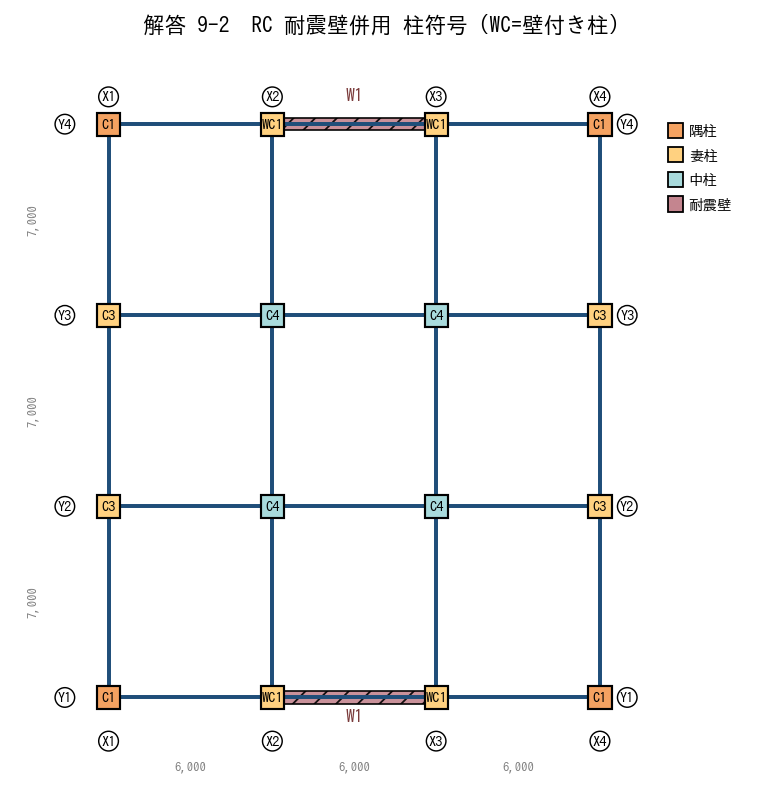 解答 9-2 RC 耐震壁併用 柱符号 (WC=壁付き柱)
X1 X2 W1 X3 X4
Y4 C1 WC1 WC1 C1 Y4
隅柱
妻柱
中柱
耐震壁
7,000
Y3 C3 C4 C4 C3 Y3
7,000
Y2 C3 C4 C4 C3 Y2
7,000
Y1 C1 WC1 WC1 C1 Y1
W1
X1 X2 X3 X4
6,000 6,000 6,000